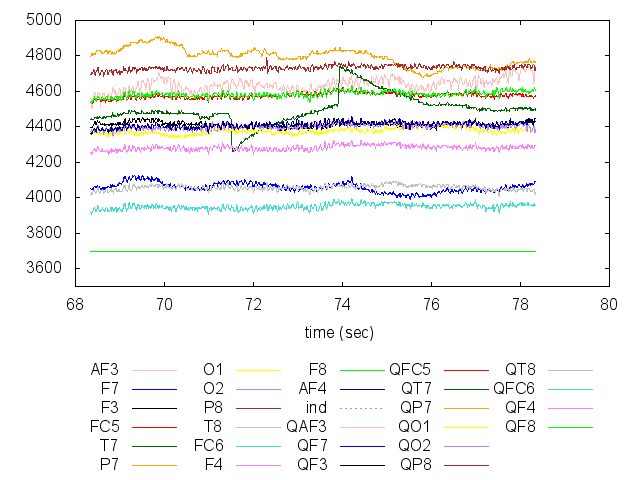 5000
4800
4600
4400
4200
4000
3800
3600
68 70 72 74 76 78 80
time (sec)
AF3 O1 F8 QFC5 QT8
F7 O2 AF4 QT7 QFC6
F3 P8 ind QP7 QF4
FC5 T8 QAF3 QO1 QF8
T7 FC6 QF7 QO2
P7 F4 QF3 QP8